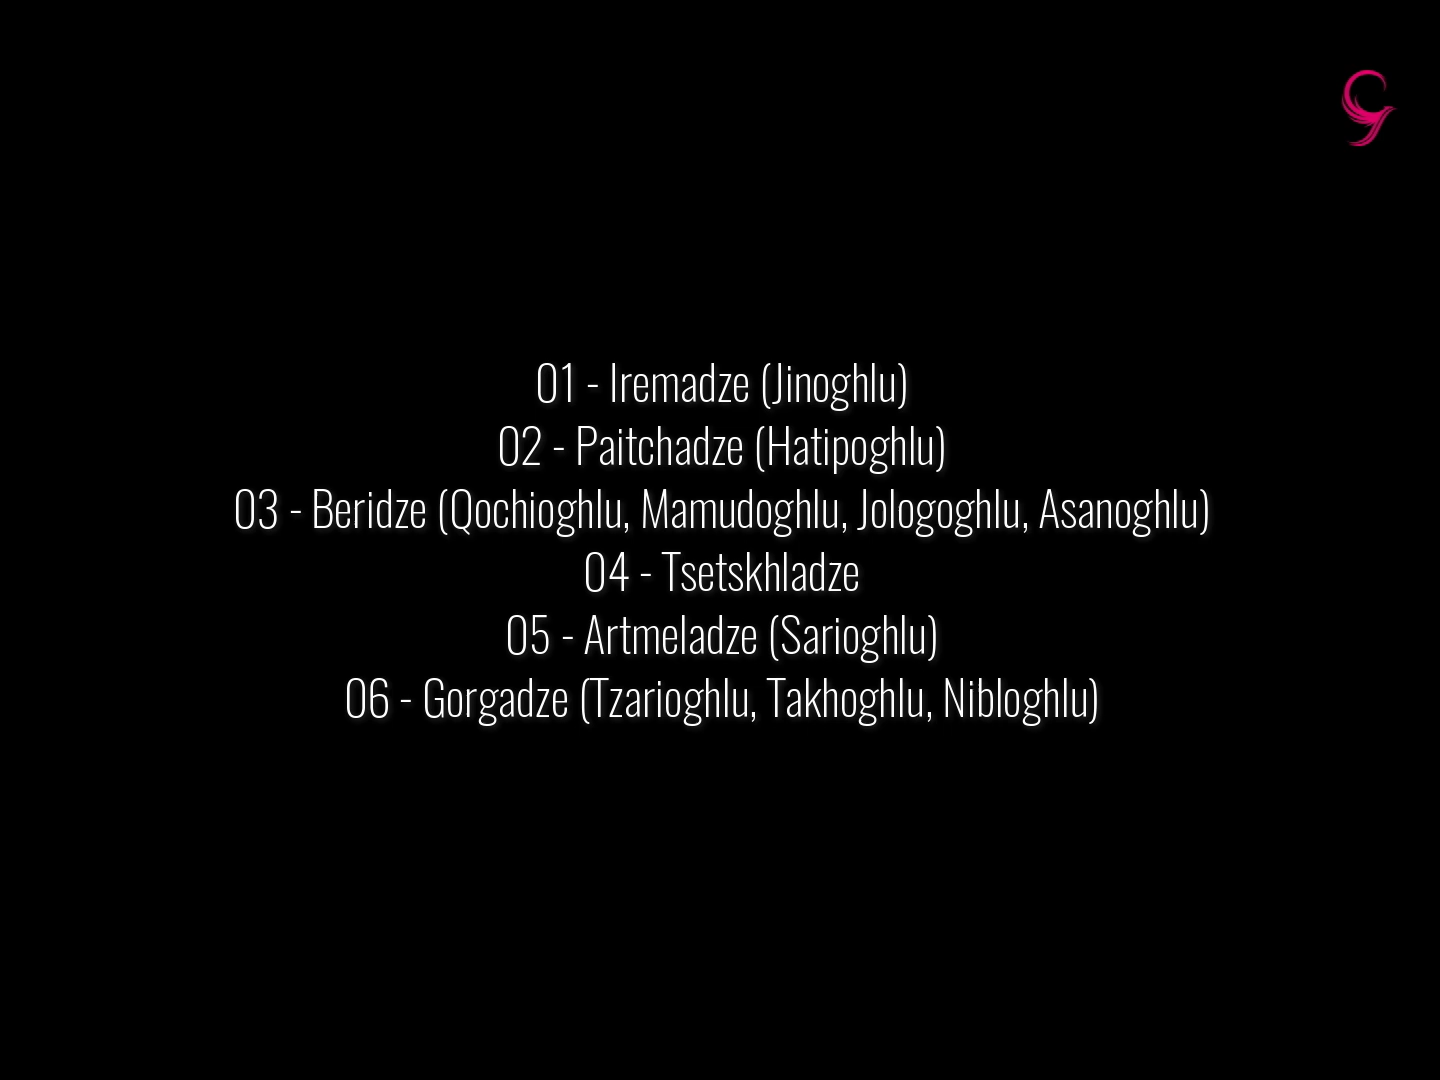 01 - Iremadze (Jinoghlu)
02 - Paitchadze (Hatipoghlu)
03 - Beridze (Qochioghlu, Mamudoghlu, Jologoghlu, Asanoghlu)
04 - Tsetskhladze
05 - Artmeladze (Sarioghlu)
06 - Gorgadze (Tzarioghlu, Takhoghlu, Nibloghlu)